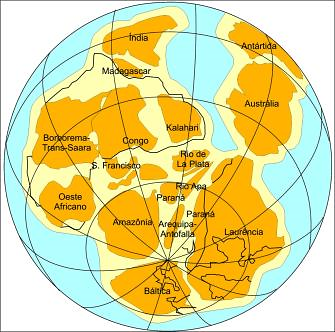 Índia
Antártida
Madagascar
Austrália
Kalahari
Borborema-
Trans-Saara
Congo
S. Francisco
Rio de
La Plata
Rio Apa
Oeste
Africano
Paraná
Amazônia
Paraná
Arequipa-
Antofalla
Laurência
Báltica